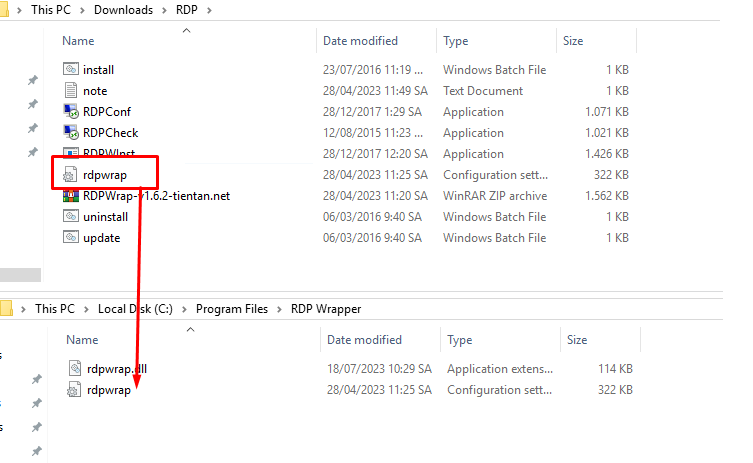 This PC > Downloads > RDP >
Name Date modified Type Size
install 23/07/2016 11:19 ... Windows Batch File 1 KB
note 28/04/2023 11:49 SA Text Document 1 KB
RDPConf 28/12/2017 1:29 SA Application 1.071 KB
RDPCheck 12/08/2015 11:23 ... Application 1.021 KB
RDPWInst 28/12/2017 12:20 SA Application 1.426 KB
rdpwrap 28/04/2023 11:25 SA Configuration sett... 322 KB
RDPWrap-v1.6.2-tientan.net 28/04/2023 11:20 SA WinRAR ZIP archive 1.562 KB
uninstall 06/03/2016 9:40 SA Windows Batch File 1 KB
update 06/03/2016 9:40 SA Windows Batch File 1 KB
This PC > Local Disk (C:) > Program Files > RDP Wrapper
Name Date modified Type Size
rdpwrap.dll 18/07/2023 10:29 SA Application extens... 114 KB
rdpwrap 28/04/2023 11:25 SA Configuration sett... 322 KB